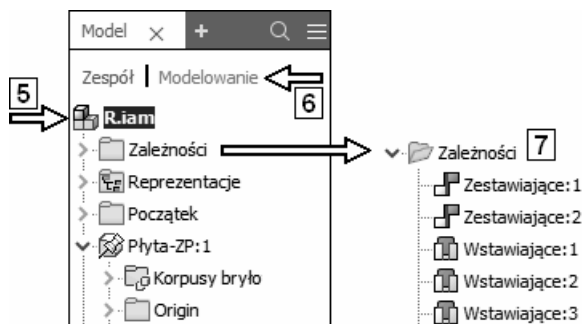 Model × +
Zespół | Modelowanie
5
6
R.iam
Zależności
Reprezentacje
Początek
Płyta-ZP:1
Korpusy bryło
Origin
Zależności 7
Zestawiające:1
Zestawiające:2
Wstawiające:1
Wstawiające:2
Wstawiające:3